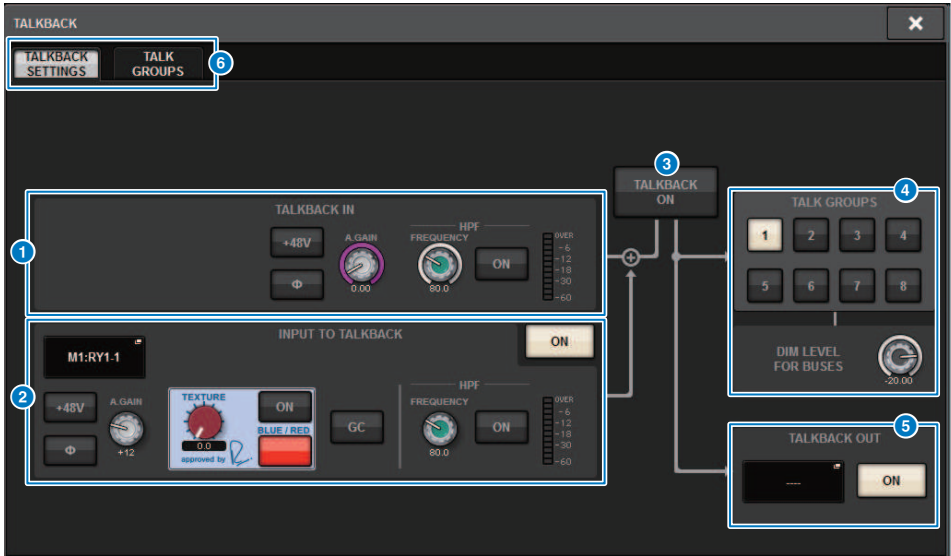 TALKBACK
TALKBACK
SETTINGS
TALK
GROUPS
6
3
TALKBACK
ON
1
TALKBACK IN
+48V
Φ
A.GAIN
0.00
HPF
FREQUENCY
80.0
ON
OVER
-6
-12
-18
-30
-60
4
TALK GROUPS
1
2
3
4
5
6
7
8
DIM LEVEL
FOR BUSES
-20.00
2
INPUT TO TALKBACK
ON
M1:RY1-1
+48V
Φ
A.GAIN
+12
TEXTURE
0.0
approved by
ON
BLUE / RED
GC
HPF
FREQUENCY
80.0
ON
OVER
-6
-12
-18
-30
-60
5
TALKBACK OUT
----
ON